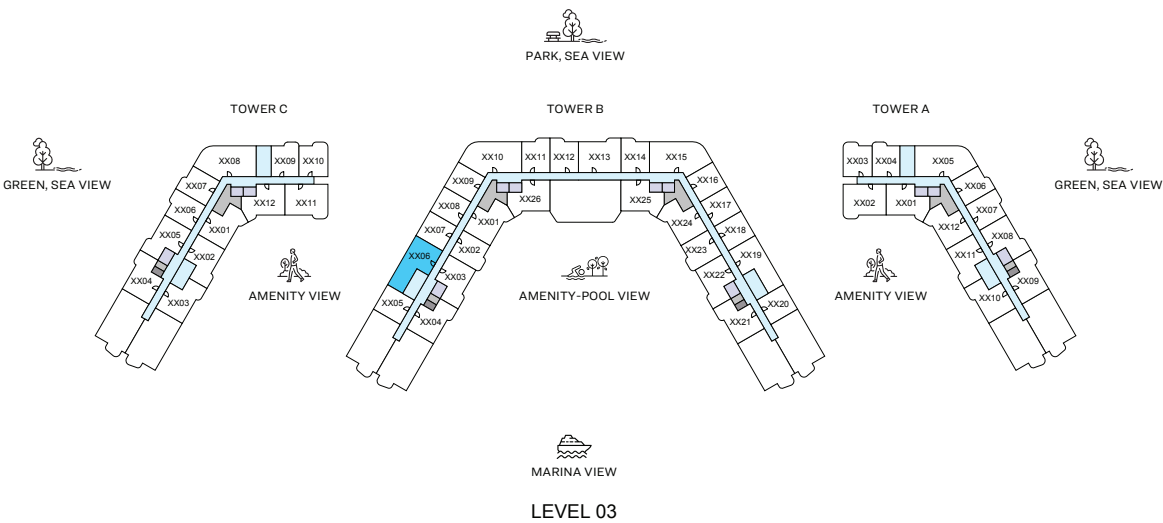 PARK, SEA VIEW
TOWER C
TOWER B
TOWER A
GREEN, SEA VIEW
GREEN, SEA VIEW
XX08
XX09
XX10
XX07
XX06
XX05
XX04
XX03
XX02
XX01
XX12
XX11
AMENITY VIEW
XX10
XX11
XX12
XX13
XX14
XX15
XX09
XX08
XX07
XX06
XX05
XX04
XX03
XX02
XX01
XX26
XX25
XX24
XX23
XX22
XX21
XX16
XX17
XX18
XX19
XX20
AMENITY-POOL VIEW
XX03
XX04
XX05
XX02
XX01
XX06
XX07
XX08
XX09
XX10
XX11
XX12
AMENITY VIEW
MARINA VIEW
LEVEL 03